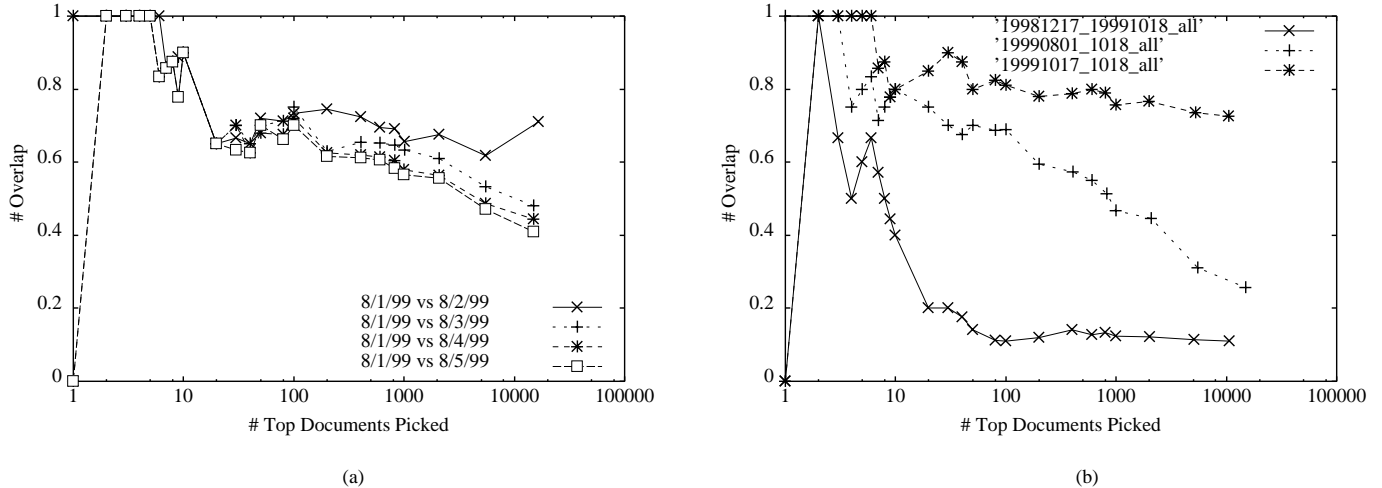 1
0.8
0.6
0.4
0.2
0
1
10
100
1000
10000
100000
# Overlap
# Top Documents Picked
8/1/99 vs 8/2/99
8/1/99 vs 8/3/99
8/1/99 vs 8/4/99
8/1/99 vs 8/5/99
(a)
1
0.8
0.6
0.4
0.2
0
1
10
100
1000
10000
100000
# Overlap
# Top Documents Picked
'19981217_19991018_all'
'19990801_1018_all'
'19991017_1018_all'
(b)